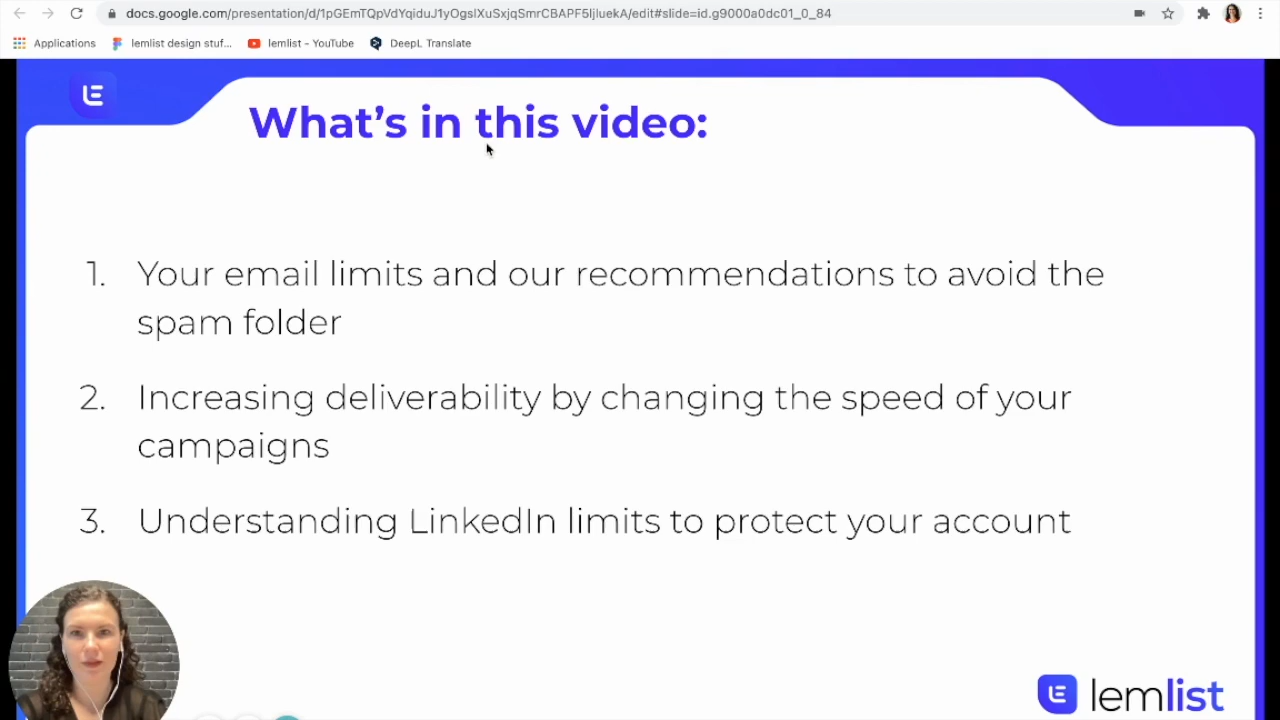 docs.google.com/presentation/d/1pGEmTQpVdYqiduJ1yOgsIXuSxjqSmrCBAPF5IjluekA/edit#slide=id.g9000a0dc01_0_84
Applications lemlist design stuf... lemlist - YouTube DeepL Translate
What's in this video:
1. Your email limits and our recommendations to avoid the
spam folder
2. Increasing deliverability by changing the speed of your
campaigns
3. Understanding LinkedIn limits to protect your account
lemlist